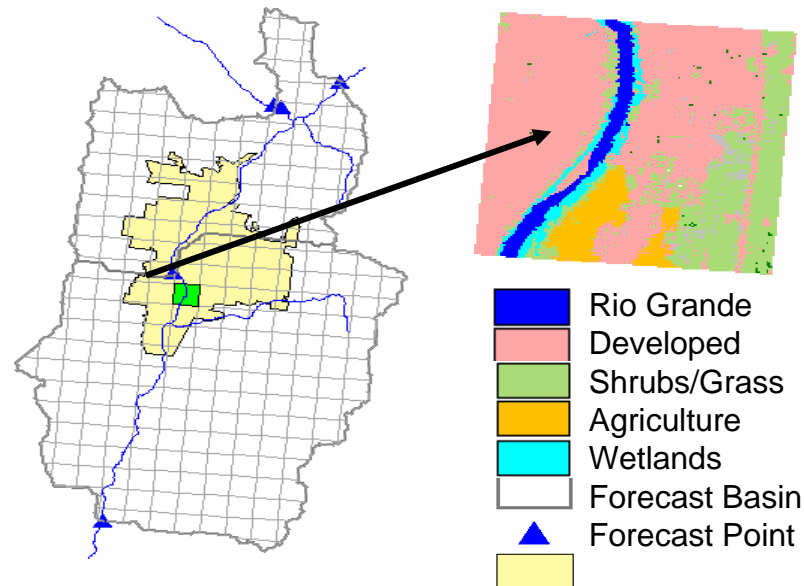 Rio Grande
Developed
Shrubs/Grass
Agriculture
Wetlands
Forecast Basin
Forecast Point